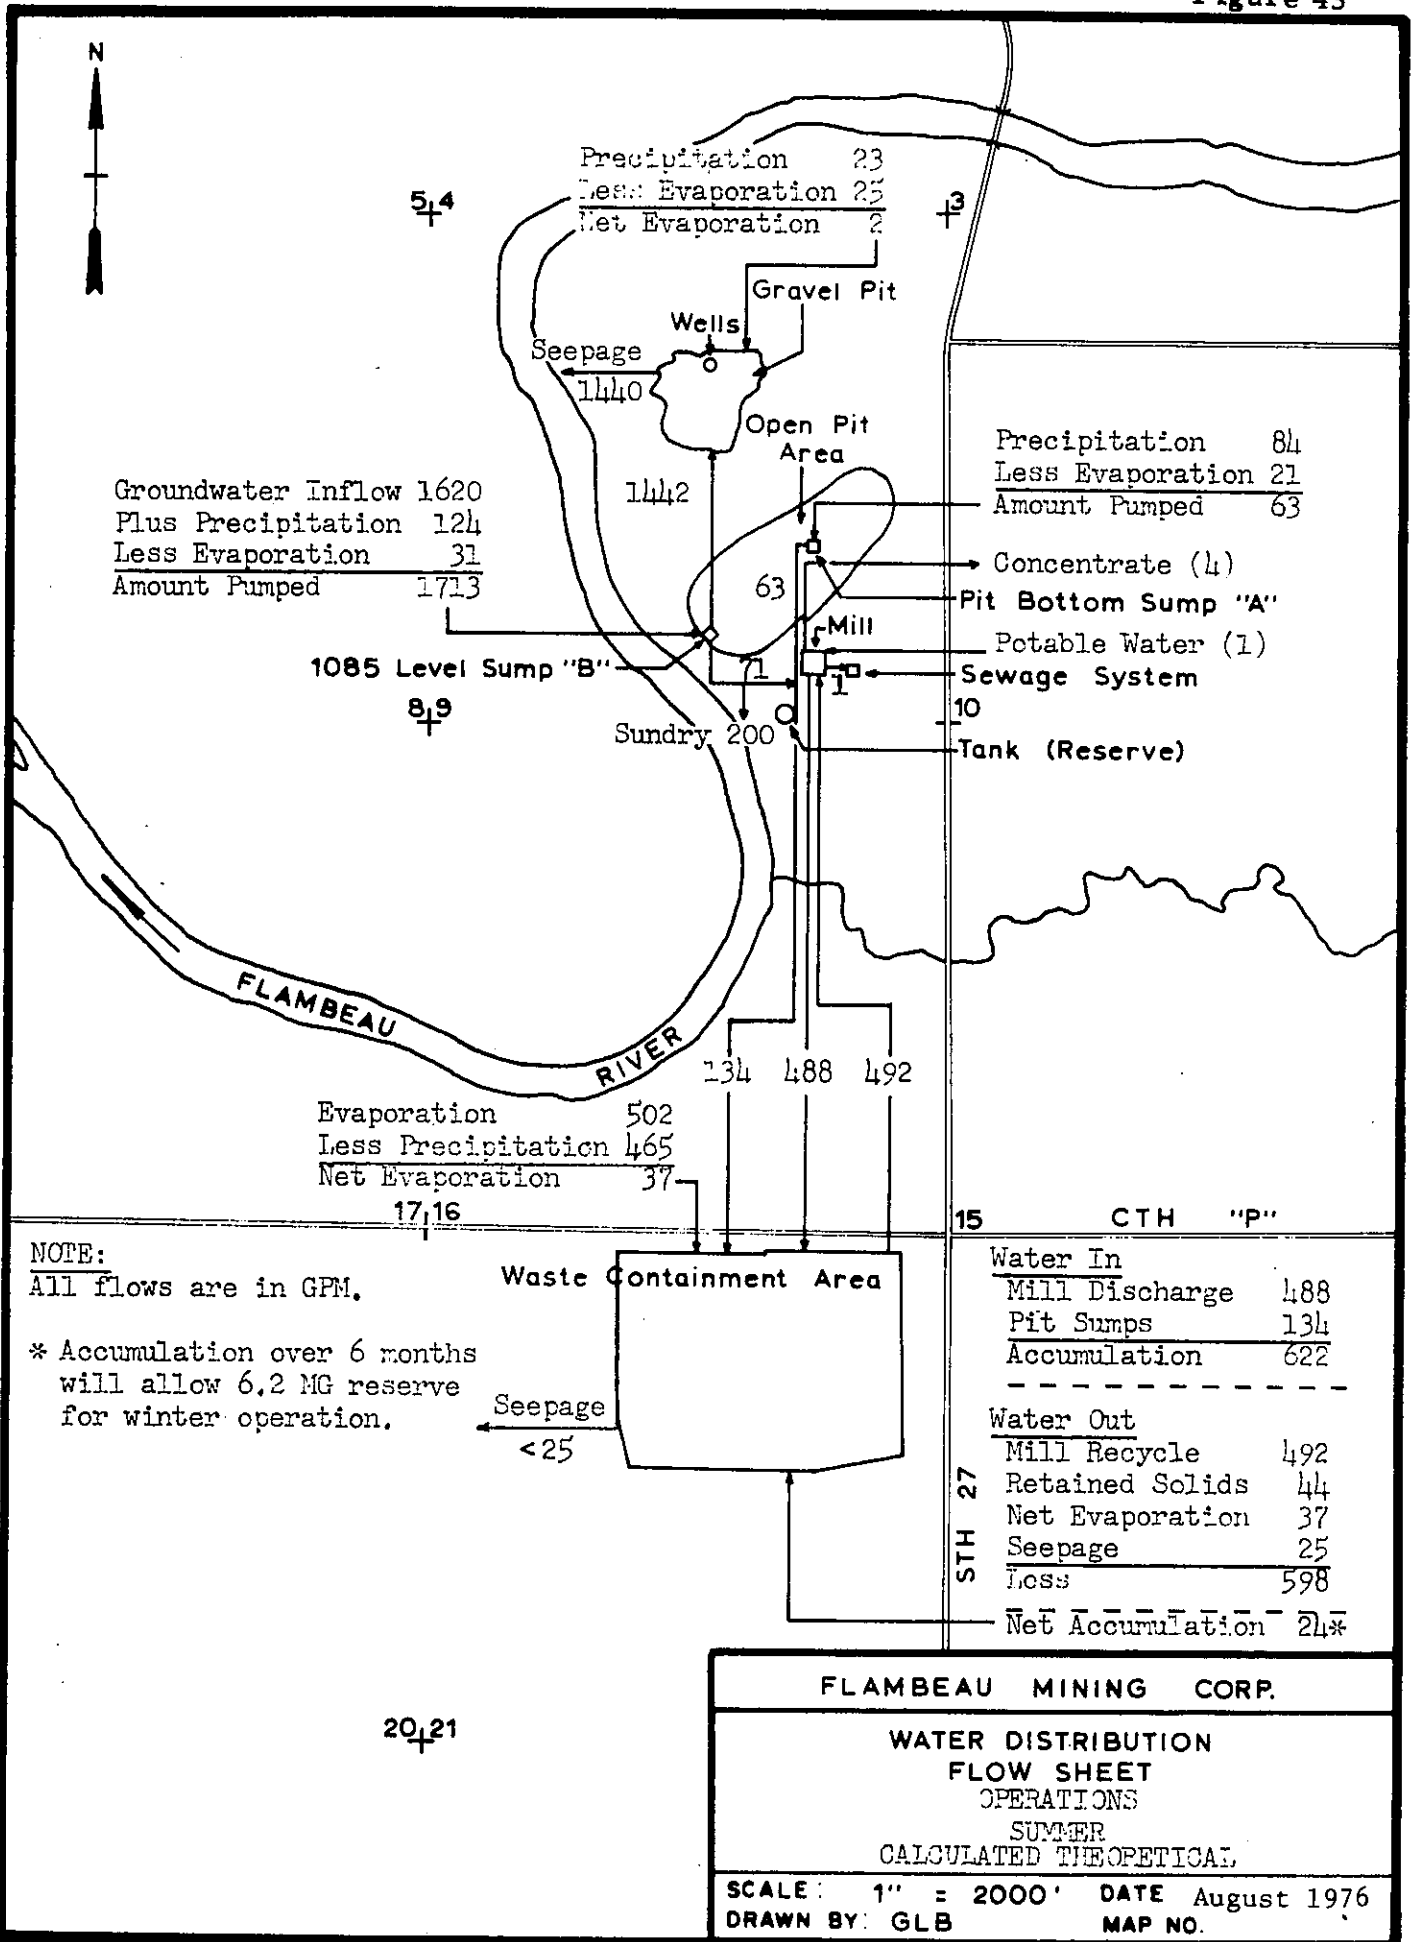 Figure 43
N
Precipitation 23
Less Evaporation 25
Net Evaporation 2
5 4
3
Gravel Pit
Wells
Seepage
1440
Open Pit
Area
Precipitation 84
Less Evaporation 21
Amount Pumped 63
Groundwater Inflow 1620
Plus Precipitation 124
Less Evaporation 31
Amount Pumped 1713
1442
Concentrate (4)
63
Pit Bottom Sump "A"
Mill
Potable Water (1)
1085 Level Sump "B"
71
1
Sewage System
8 9
10
Sundry 200
Tank (Reserve)
FLAMBEAU
RIVER
134 488 492
Evaporation 502
Less Precipitation 465
Net Evaporation 37
17 16
15
CTH "P"
NOTE:
All flows are in GPM.
* Accumulation over 6 months
will allow 6.2 MG reserve
for winter operation.
Waste Containment Area
Seepage
<25
Water In
Mill Discharge 488
Pit Sumps 134
Accumulation 622
Water Out
Mill Recycle 492
Retained Solids 44
Net Evaporation 37
Seepage 25
Loss 598
Net Accumulation 24*
STH 27
20 21
FLAMBEAU MINING CORP.
WATER DISTRIBUTION
FLOW SHEET
OPERATIONS
SUMMER
CALCULATED THEOPETICAL
SCALE: 1" = 2000' DATE August 1976
DRAWN BY: GLB MAP NO.